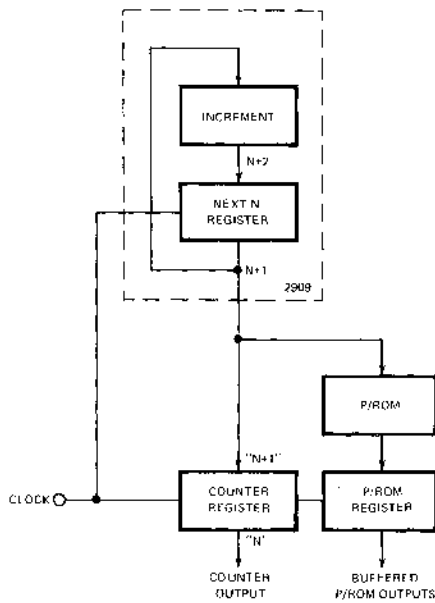 INCREMENT
N+2
NEXT N
REGISTER
N+1
2909
P/ROM
"N+1"
CLOCK
COUNTER
REGISTER
P/ROM
REGISTER
"N"
COUNTER
OUTPUT
BUFFERED
P/ROM OUTPUTS